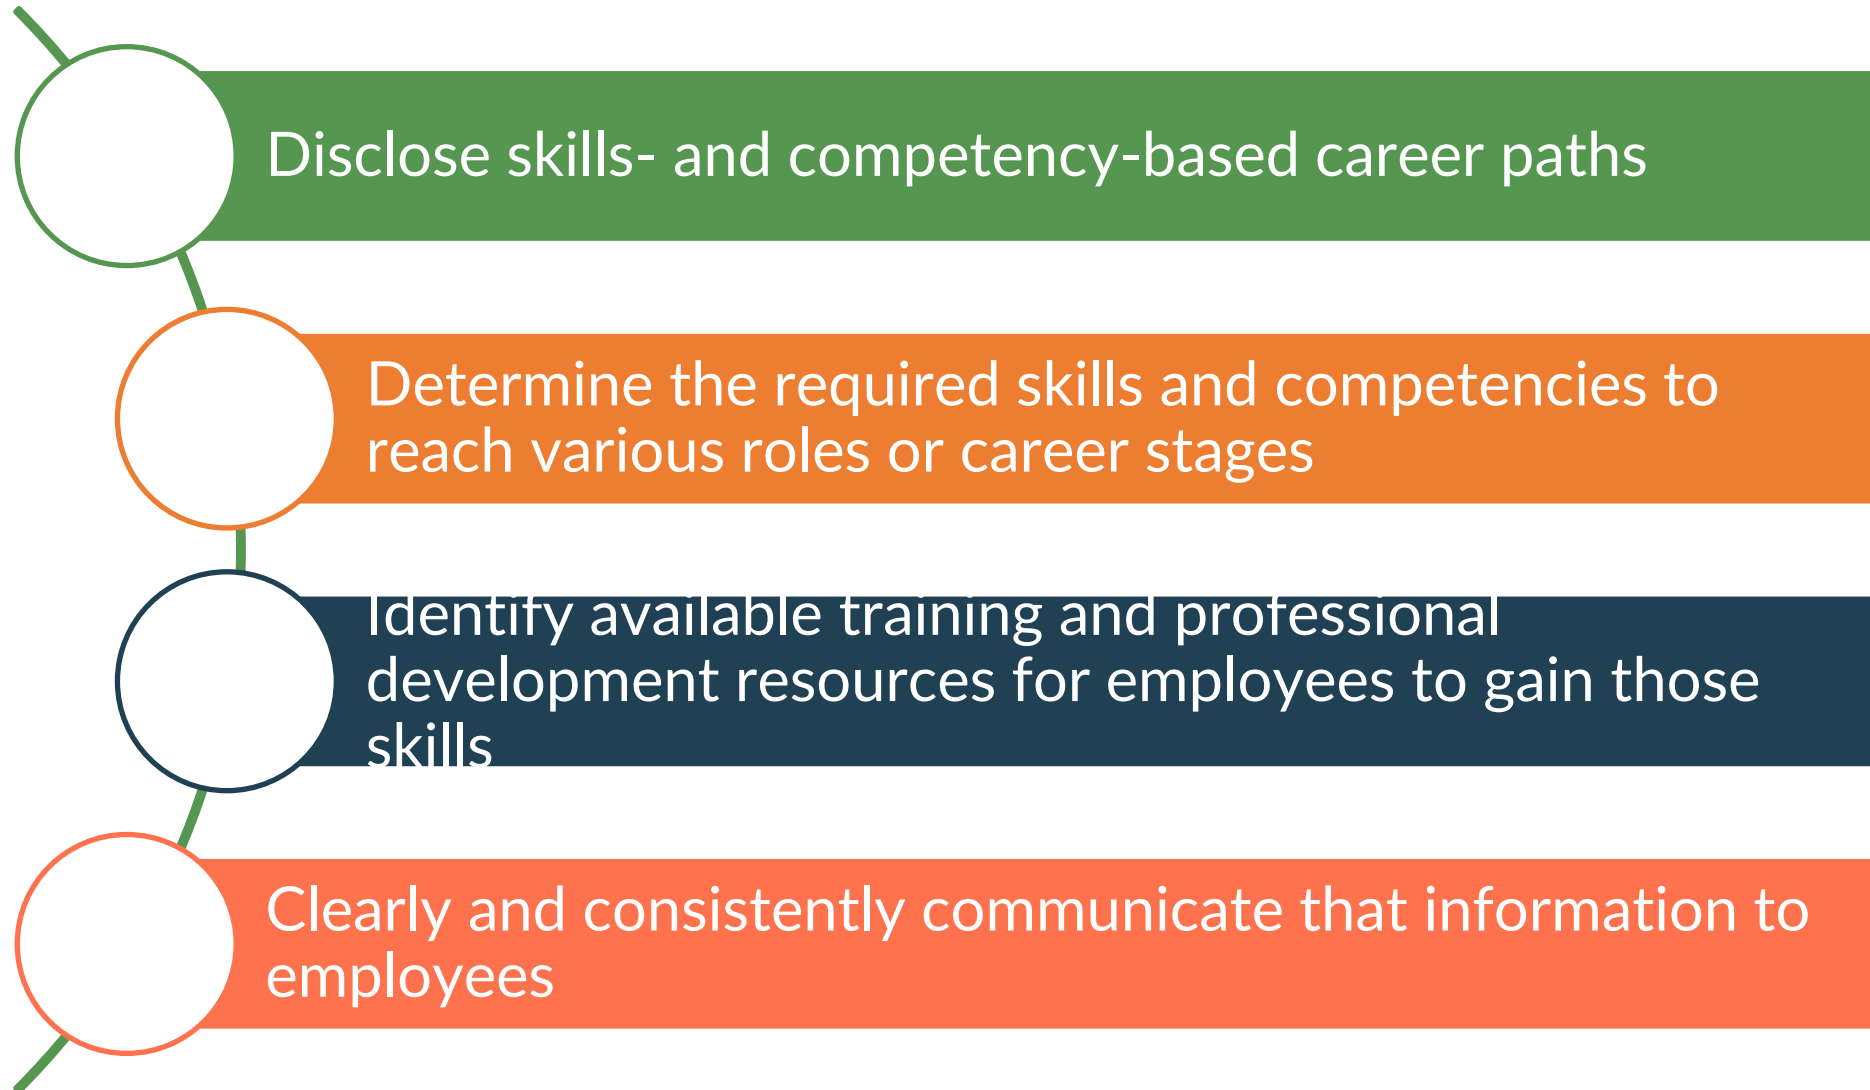 Disclose skills- and competency-based career paths
Determine the required skills and competencies to
reach various roles or career stages
Identify available training and professional
development resources for employees to gain those
skills
Clearly and consistently communicate that information to
employees